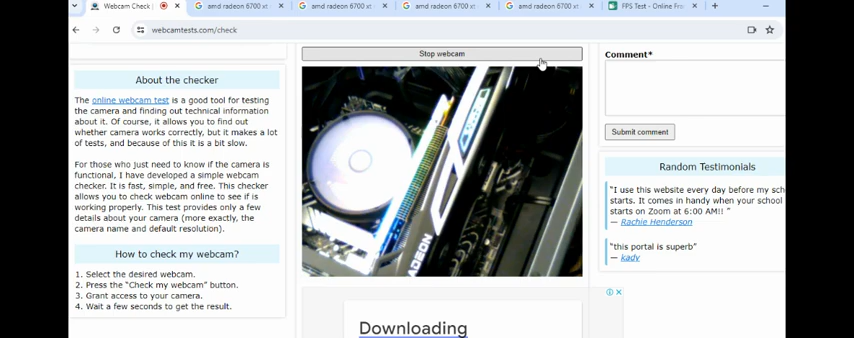 Webcam Check |
amd radeon 6700 xt
amd radeon 6700 xt
amd radeon 6700 xt
amd radeon 6700 xt
FPS Test - Online Fra
webcamtests.com/check
Stop webcam
About the checker
The online webcam test is a good tool for testing
the camera and finding out technical information
about it. Of course, it allows you to find out
whether camera works correctly, but it makes a lot
of tests, and because of this it is a bit slow.
For those who just need to know if the camera is
functional, I have developed a simple webcam
checker. It is fast, simple, and free. This checker
allows you to check webcam online to see if is
working properly. This test provides only a few
details about your camera (more exactly, the
camera name and default resolution).
How to check my webcam?
1. Select the desired webcam.
2. Press the “Check my webcam” button.
3. Grant access to your camera.
4. Wait a few seconds to get the result.
ADEON
Downloading
Comment*
Submit comment
Random Testimonials
“I use this website every day before my sch
starts. It comes in handy when your school
starts on Zoom at 6:00 AM!! ”
— Rachie Henderson
“this portal is superb”
— kady